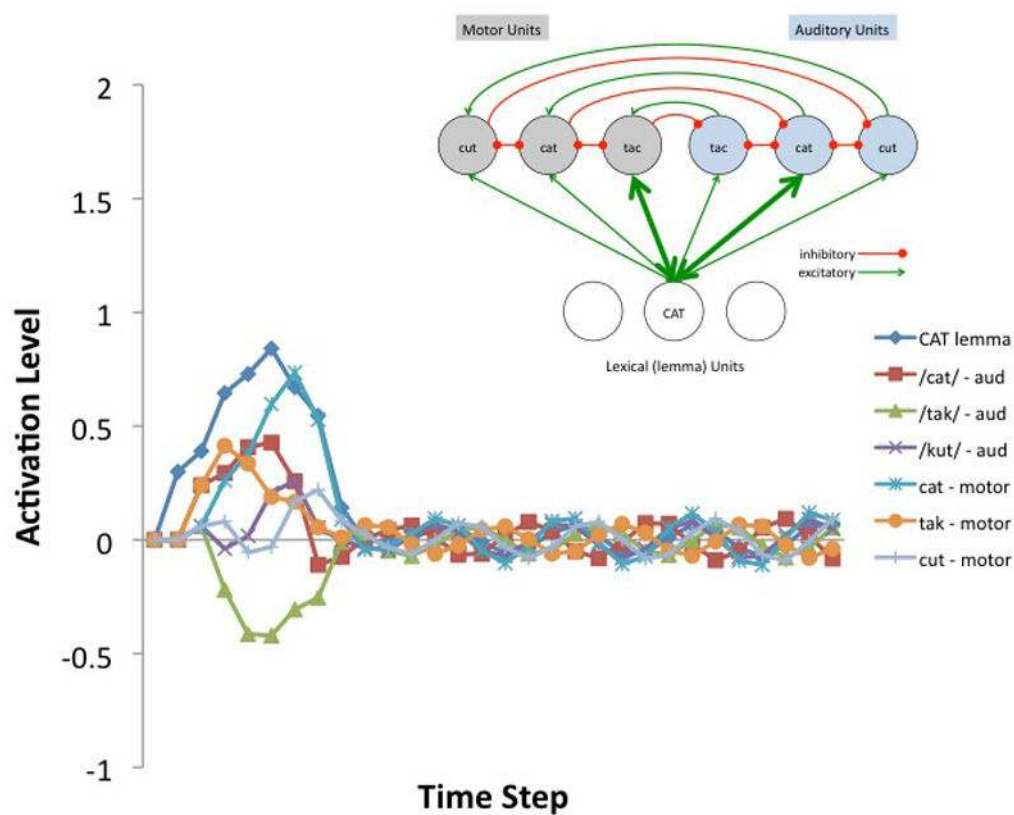 Motor Units
Auditory Units
cut
cat
tac
tac
cat
cut
inhibitory
excitatory
CAT
Lexical (lemma) Units
2
1.5
1
0.5
0
-0.5
-1
Activation Level
Time Step
CAT lemma
/cat/ - aud
/tak/ - aud
/kut/ - aud
cat - motor
tak - motor
cut - motor